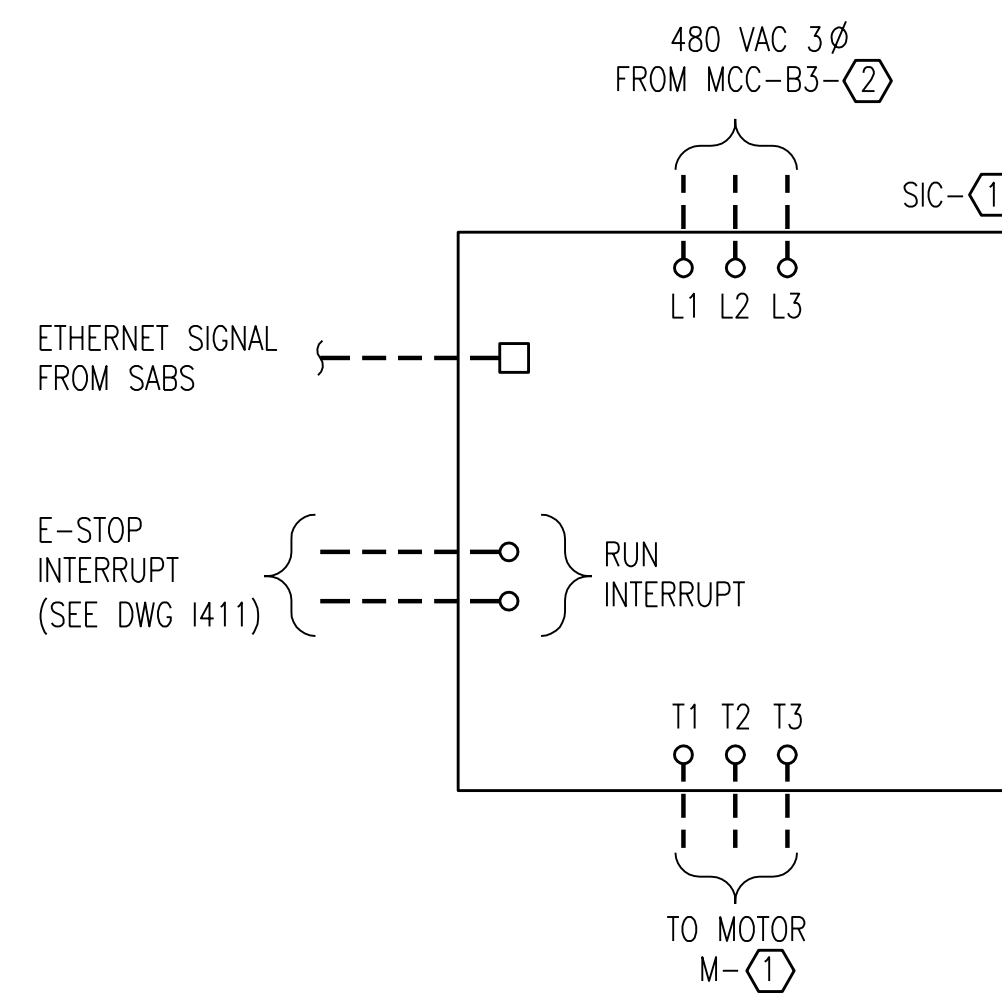 480 VAC 3Ø
FROM MCC-B3-2
SIC-1
L1 L2 L3
ETHERNET SIGNAL
FROM SABS
E-STOP
INTERRUPT
(SEE DWG I411)
RUN
INTERRUPT
T1 T2 T3
TO MOTOR
M-1